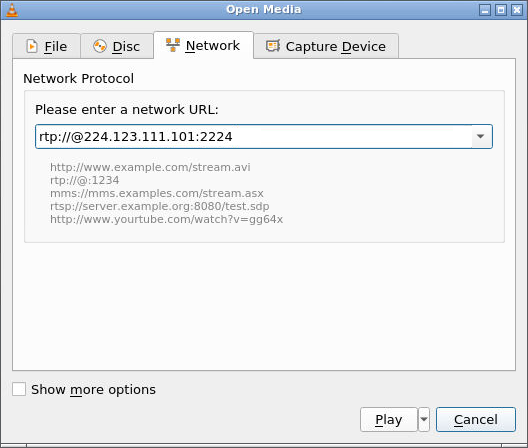 Open Media
File
Disc
Network
Capture Device
Network Protocol
Please enter a network URL:
rtp://@224.123.111.101:2224
http://www.example.com/stream.avi
rtp://@:1234
mms://mms.examples.com/stream.asx
rtsp://server.example.org:8080/test.sdp
http://www.yourtube.com/watch?v=gg64x
Show more options
Play
Cancel